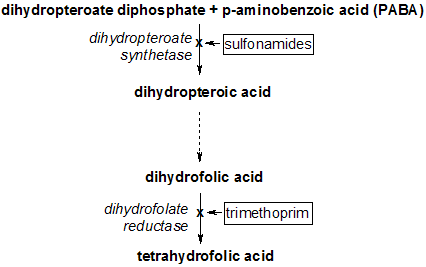 dihydropteroate diphosphate + p-aminobenzoic acid (PABA)
dihydropteroate
synthetase
x
sulfonamides
dihydropteroic acid
dihydrofolic acid
dihydrofolate
reductase
x
trimethoprim
tetrahydrofolic acid